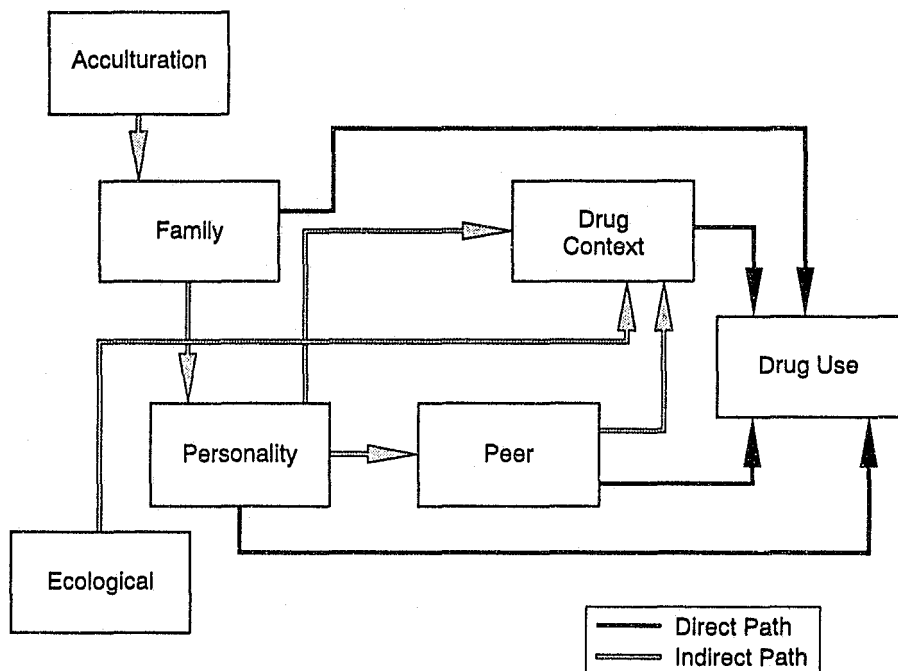 Acculturation
Family
Drug
Context
Drug Use
Personality
Peer
Ecological
Direct Path
Indirect Path